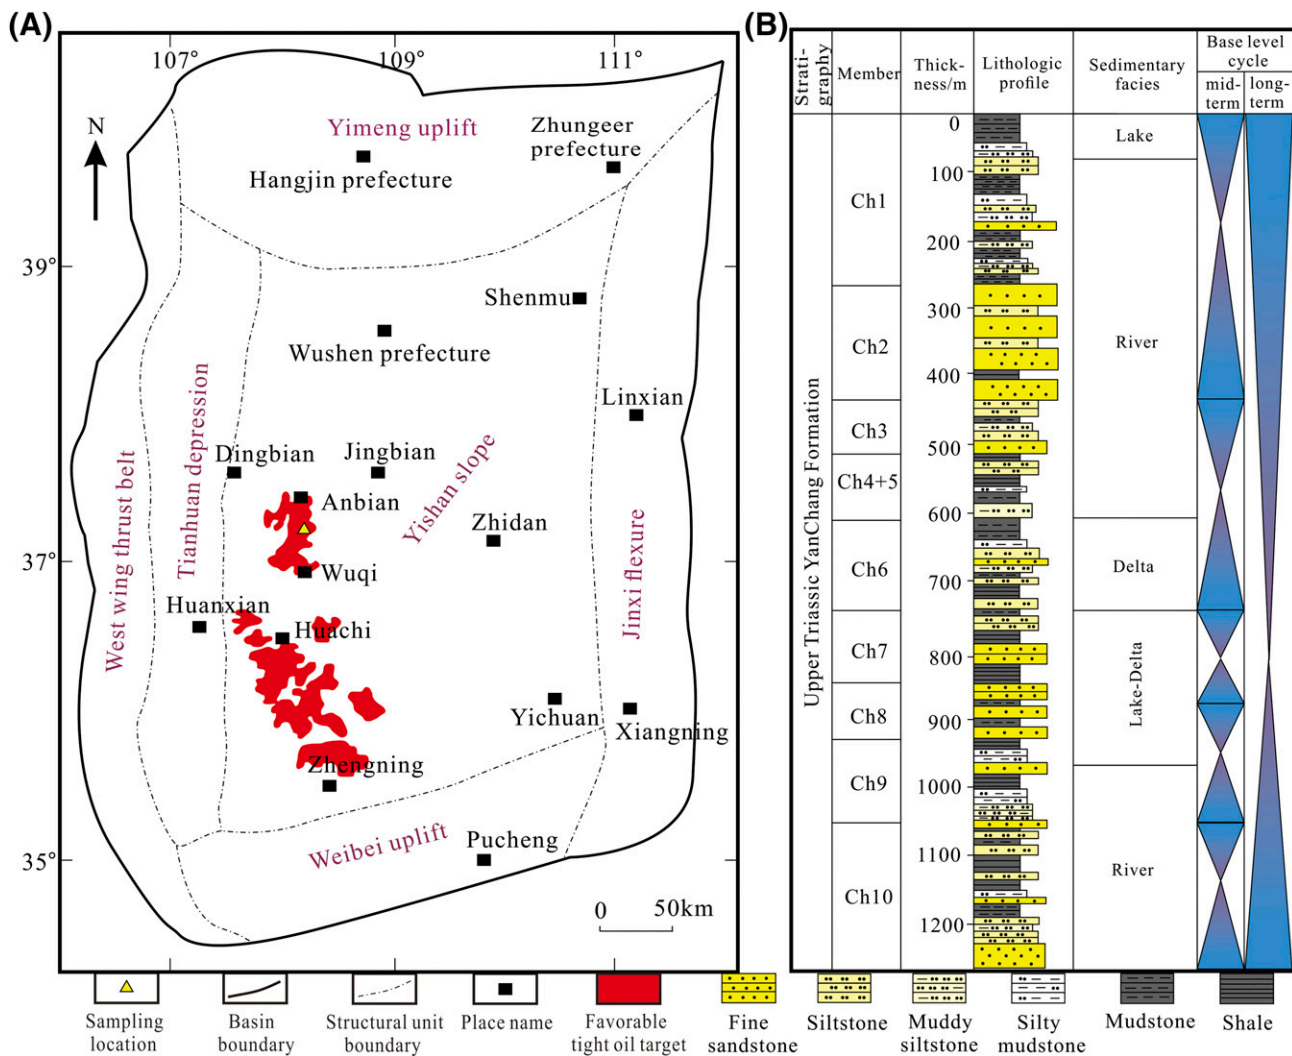 (A)
107°
109°
111°
N
Yimeng uplift
Zhungeer
prefecture
Hangjin prefecture
39°
Shenmu
Wushen prefecture
Linxian
West wing thrust belt
Tianhuan depression
Dingbian
Jingbian
Anbian
Yishan slope
Zhidan
37°
Wuqi
Huanxian
Huachi
Jinxi flexure
Yichuan
Xiangning
Zhengning
Weibei uplift
Pucheng
35°
0
50km
(B)
Strati-
graphy
Member
Thick-
ness/m
Lithologic
profile
Sedimentary
facies
Base level
cycle
mid-
term
long-
term
Upper Triassic YanChang Formation
Ch1
Ch2
Ch3
Ch4+5
Ch6
Ch7
Ch8
Ch9
Ch10
0
100
200
300
400
500
600
700
800
900
1000
1100
1200
Lake
River
Delta
Lake-Delta
River
Sampling
location
Basin
boundary
Structural unit
boundary
Place name
Favorable
tight oil target
Fine
sandstone
Siltstone
Muddy
siltstone
Silty
mudstone
Mudstone
Shale